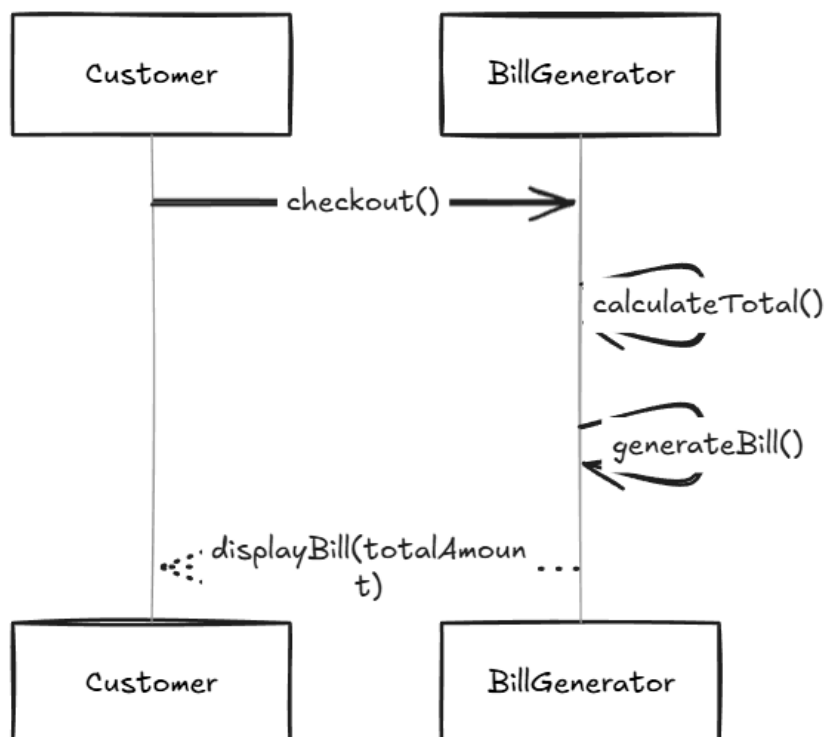 Customer BillGenerator
checkout()
calculateTotal()
generateBill()
displayBill(totalAmoun
t)
Customer BillGenerator